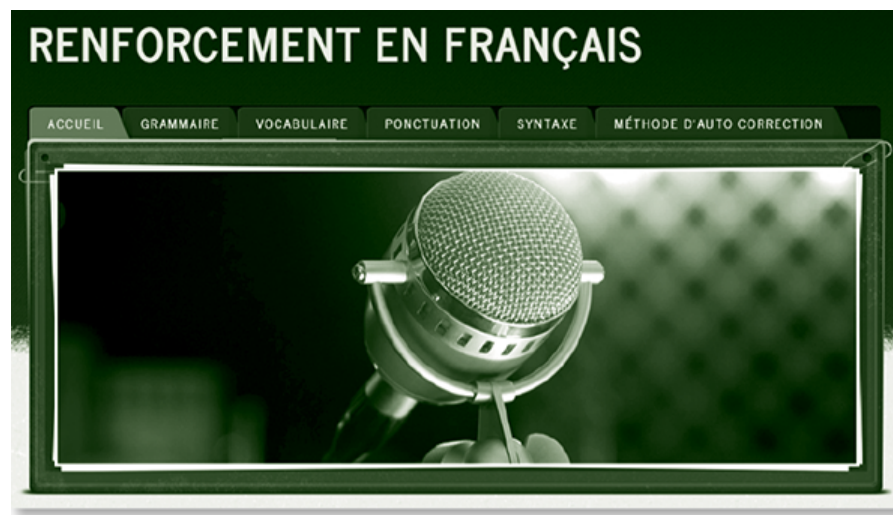 RENFORCEMENT EN FRANÇAIS
ACCUEIL GRAMMAIRE VOCABULAIRE PONCTUATION SYNTAXE MÉTHODE D'AUTO CORRECTION